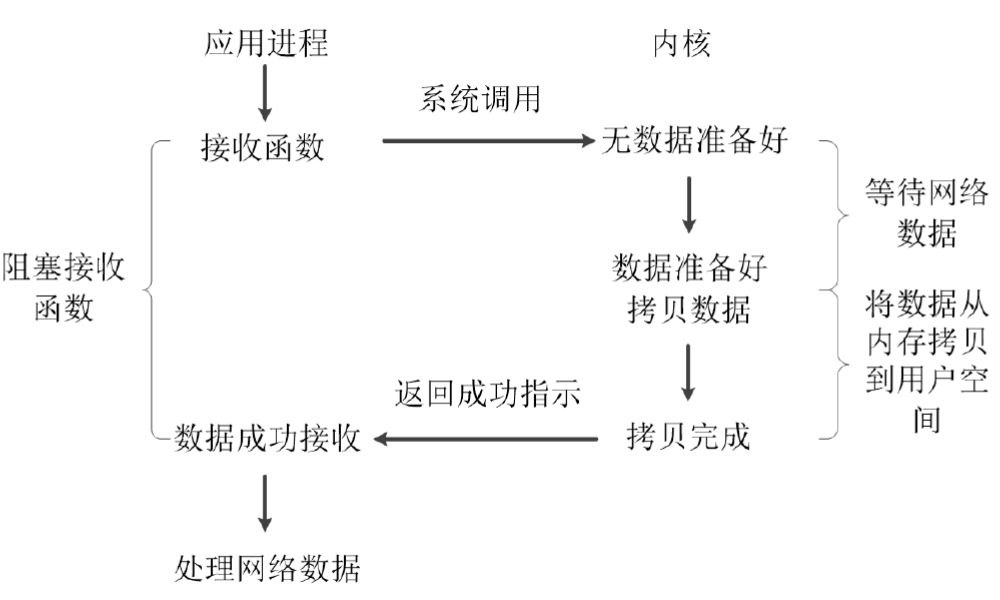 应用进程
内核
系统调用
接收函数
无数据准备好
等待网络
数据
阻塞接收
函数
数据准备好
拷贝数据
将数据从
内存拷贝
到用户空
间
返回成功指示
数据成功接收
拷贝完成
处理网络数据